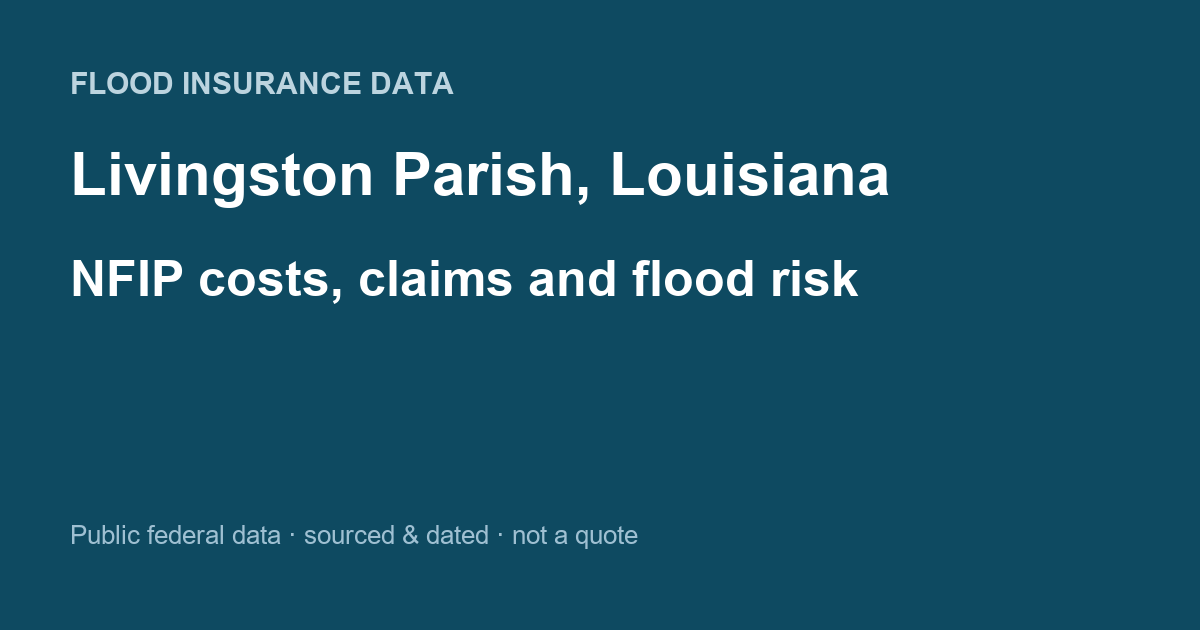 FLOOD INSURANCE DATA
Livingston Parish, Louisiana
NFIP costs, claims and flood risk
Public federal data · sourced & dated · not a quote